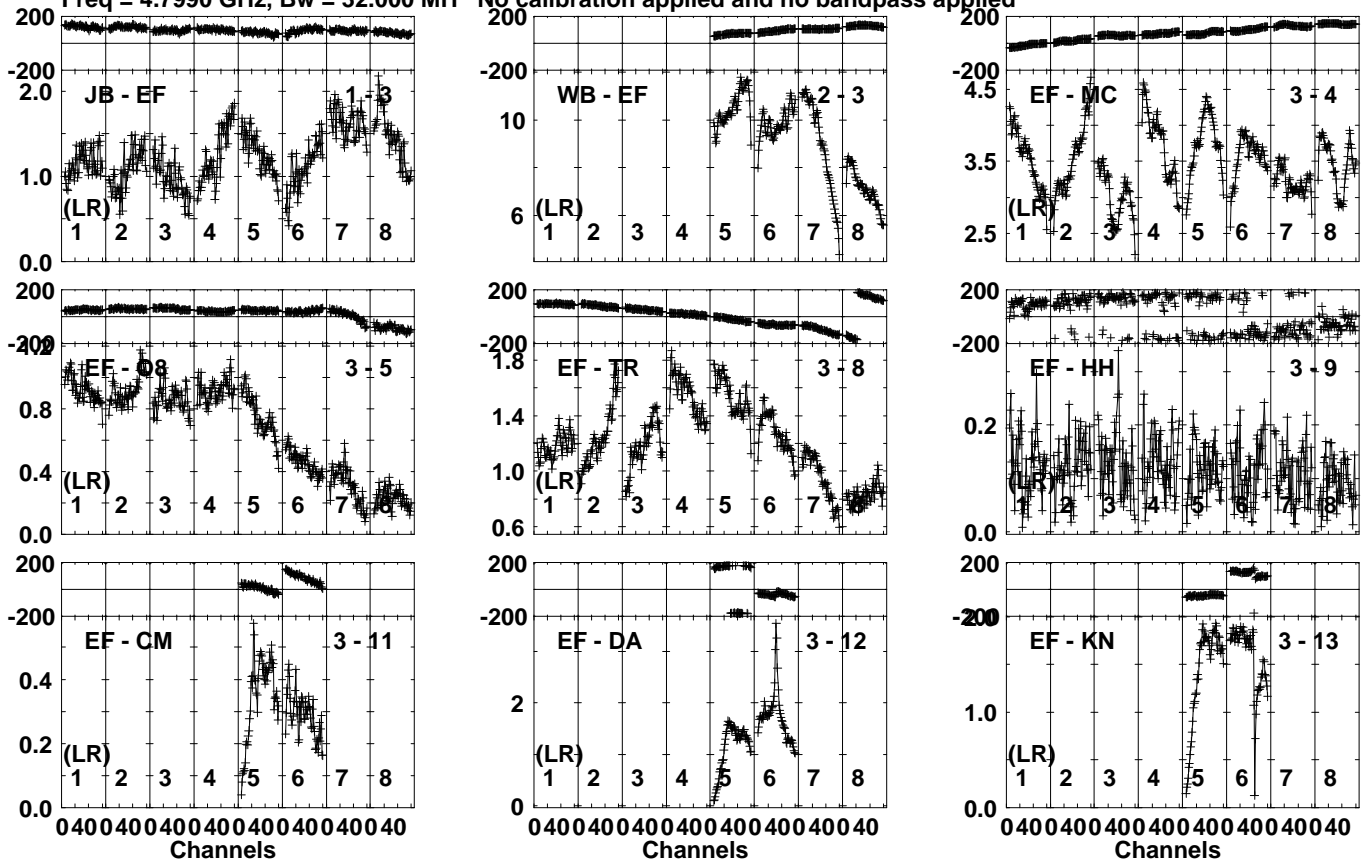 Freq = 4.7990 GHz, Bw = 32.000 MH No calibration applied and no bandpass applied
200 200 200
-200 -200 -200
JB - EF 1 - 3 WB - EF 2 - 3 EF - MC 3 - 4
2.0 10 4.5
1.0 6 3.5
0.0 2.5
(LR) (LR) (LR)
1 2 3 4 5 6 7 8 1 2 3 4 5 6 7 8 1 2 3 4 5 6 7 8
200 200 200
-200 -200 -200
EF - O8 3 - 5 EF - TR 3 - 8 EF - HH 3 - 9
1.2 1.8 0.2
0.8 1.4 0.0
0.4 1.0
0.0 0.6
(LR) (LR) (LR)
1 2 3 4 5 6 7 8 1 2 3 4 5 6 7 8 1 2 3 4 5 6 7 8
200 200 200
-200 -200 -200
EF - CM 3 - 11 EF - DA 3 - 12 EF - KN 3 - 13
0.4 2 2.0
0.2 0 1.0
0.0 0.0
(LR) (LR) (LR)
1 2 3 4 5 6 7 8 1 2 3 4 5 6 7 8 1 2 3 4 5 6 7 8
0 40 0 40 0 40 0 40 0 40 0 40 0 40 0 40 0 40 0 40 0 40 0 40 0 40 0 40 0 40 0 40 0 40 0 40 0 40 0 40 0 40 0 40 0 40 0 40
Channels Channels Channels